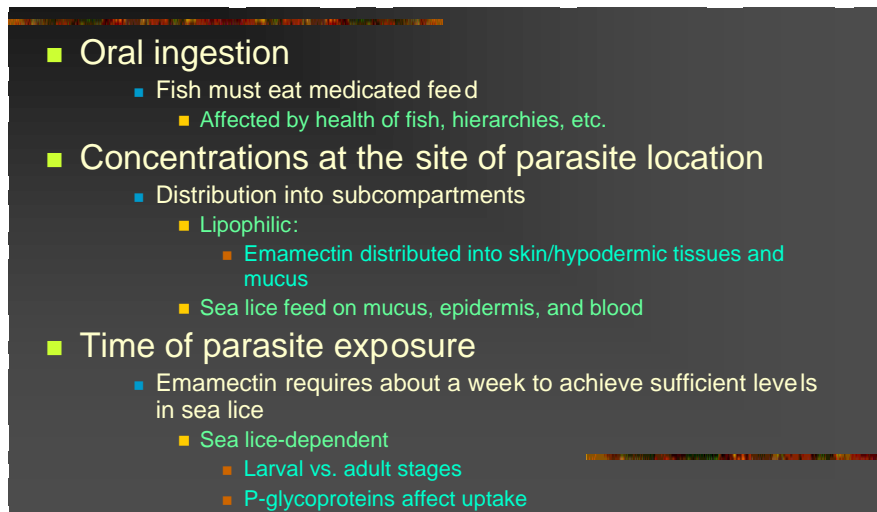 Oral ingestion
Fish must eat medicated feed
Affected by health of fish, hierarchies, etc.
Concentrations at the site of parasite location
Distribution into subcompartments
Lipophilic:
Emamectin distributed into skin/hypodermic tissues and
mucus
Sea lice feed on mucus, epidermis, and blood
Time of parasite exposure
Emamectin requires about a week to achieve sufficient levels
in sea lice
Sea lice-dependent
Larval vs. adult stages
P-glycoproteins affect uptake